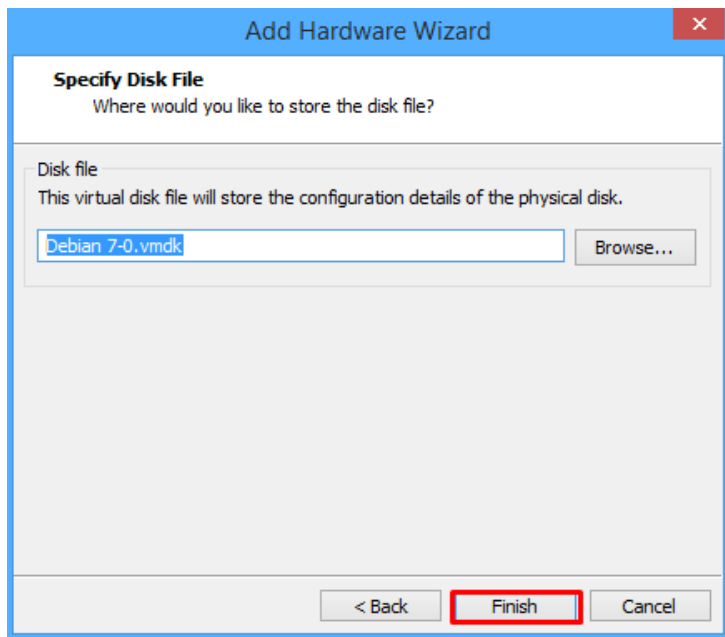 Add Hardware Wizard
Specify Disk File
Where would you like to store the disk file?
Disk file
This virtual disk file will store the configuration details of the physical disk.
Debian 7-0.vmdk
Browse...
< Back
Finish
Cancel